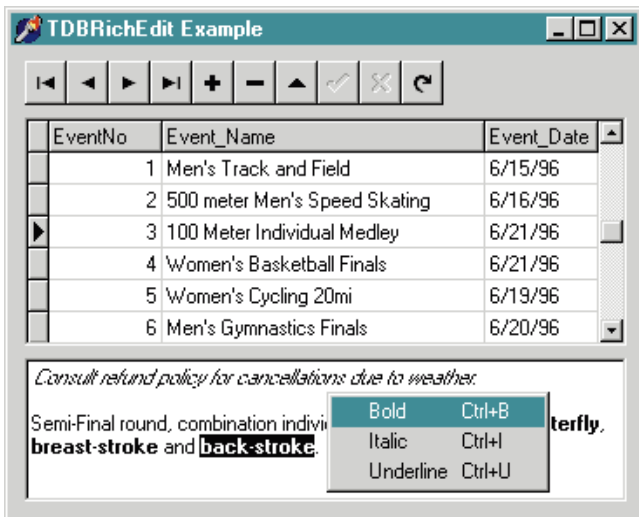 TDBRichEdit Example
EventNo Event_Name Event_Date
1 Men's Track and Field 6/15/96
2 500 meter Men's Speed Skating 6/16/96
3 100 Meter Individual Medley 6/21/96
4 Women's Basketball Finals 6/21/96
5 Women's Cycling 20mi 6/19/96
6 Men's Gymnastics Finals 6/20/96
Consult refund policy for cancellations due to weather.
Semi-Final round, combination indivi terfly,
breast-stroke and back-stroke.
Bold Ctrl+B
Italic Ctrl+I
Underline Ctrl+U